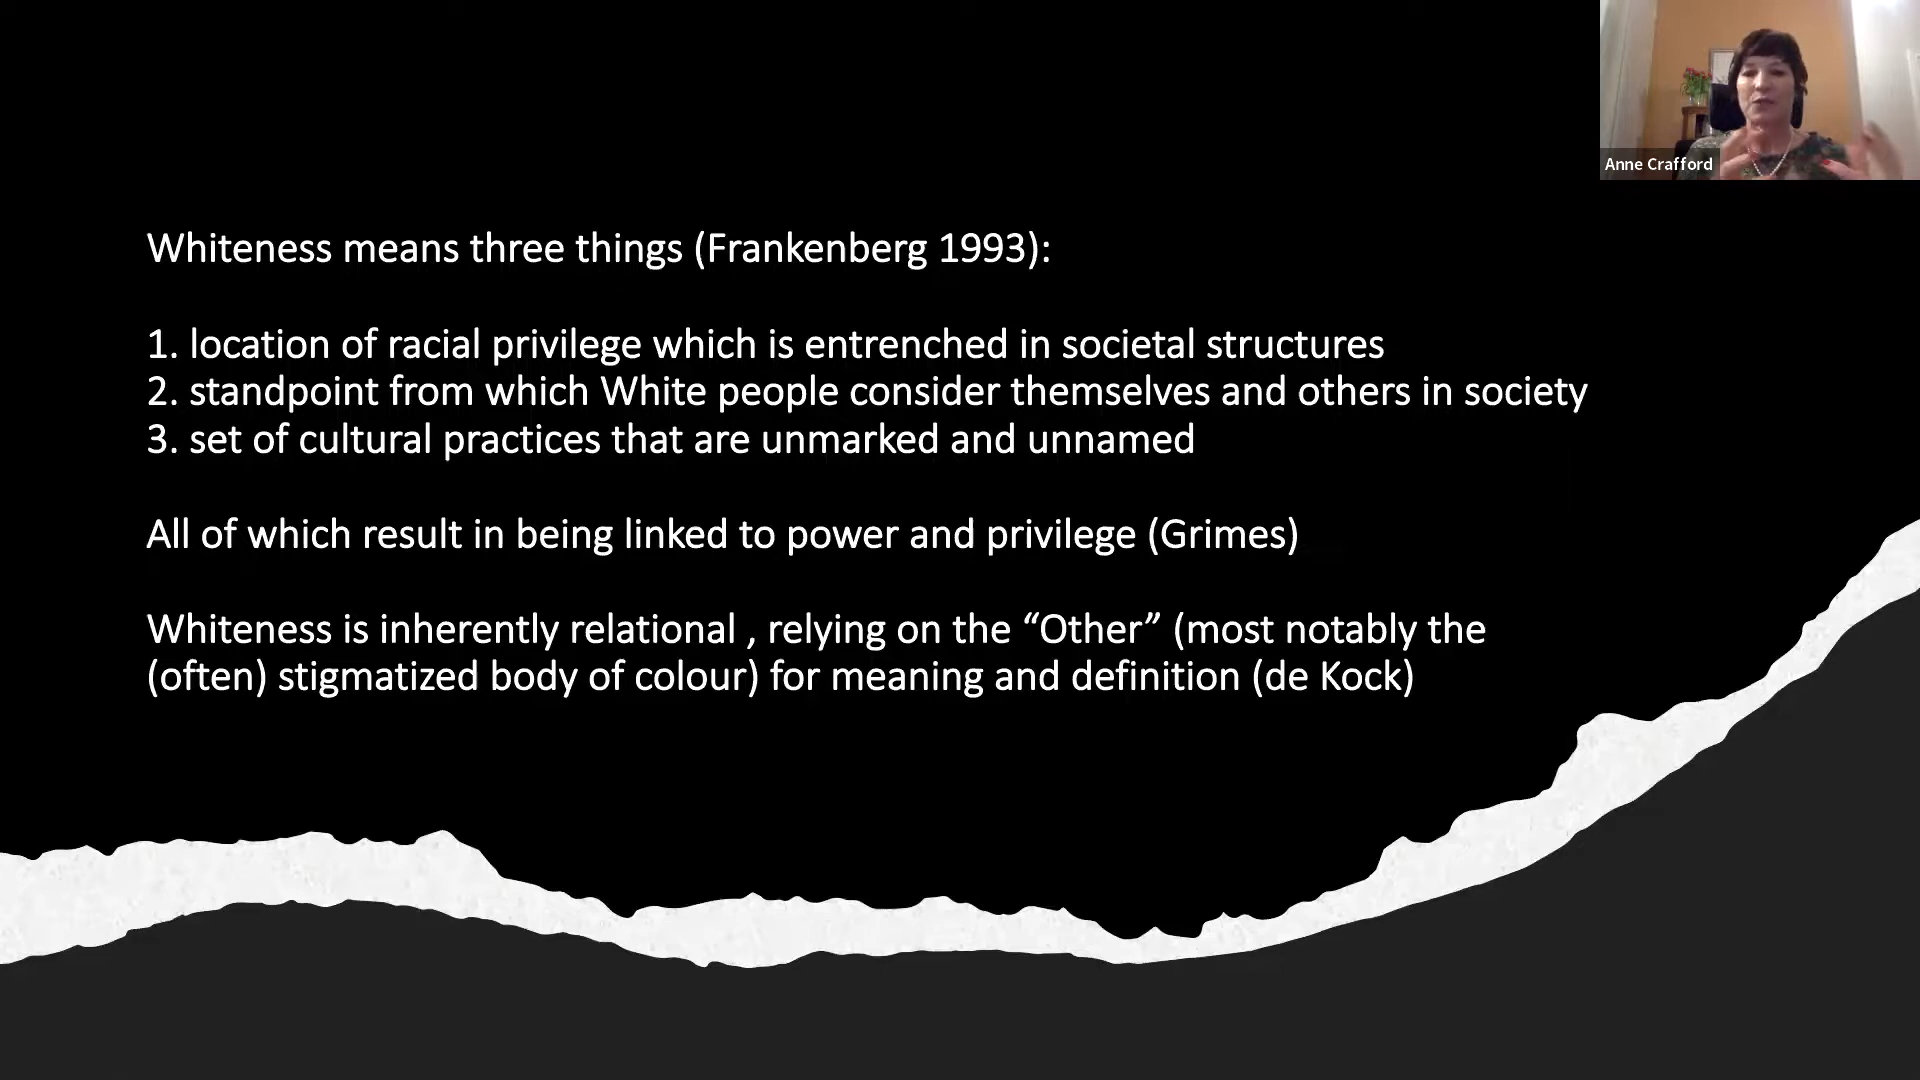 Anne Crafford
Whiteness means three things (Frankenberg 1993):
1. location of racial privilege which is entrenched in societal structures
2. standpoint from which White people consider themselves and others in society
3. set of cultural practices that are unmarked and unnamed
All of which result in being linked to power and privilege (Grimes)
Whiteness is inherently relational , relying on the “Other” (most notably the
(often) stigmatized body of colour) for meaning and definition (de Kock)